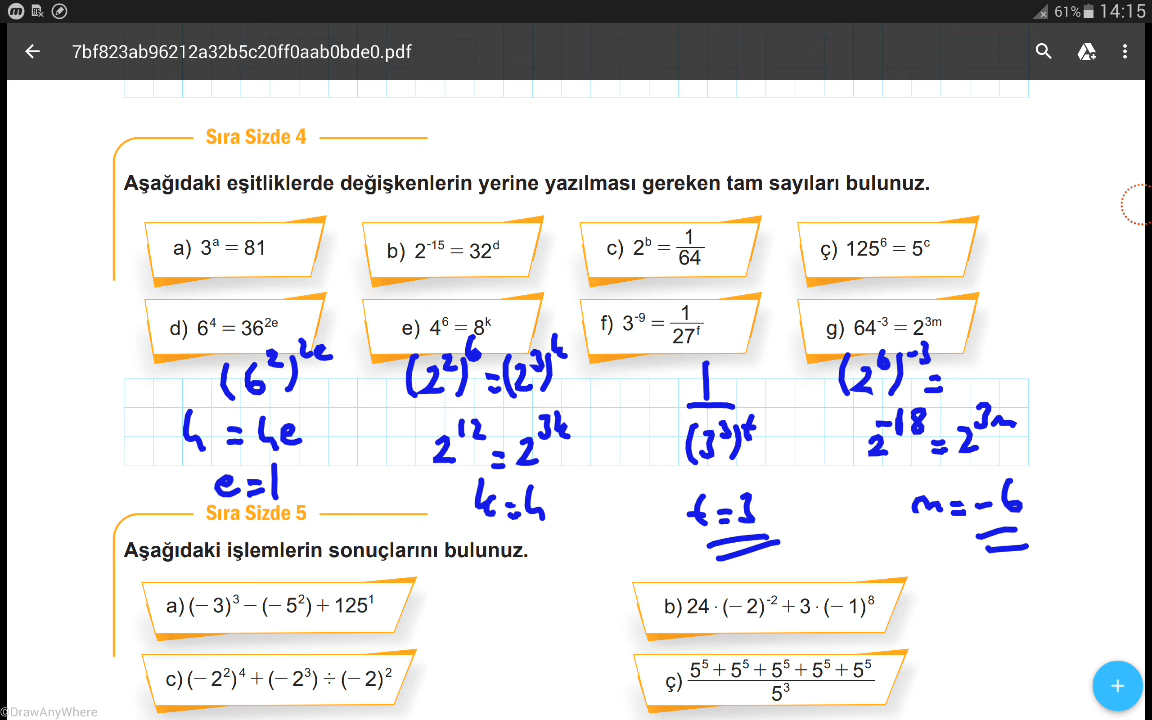 61% 14:15
7bf823ab96212a32b5c20ff0aab0bde0.pdf
Sıra Sizde 4
Aşağıdaki eşitliklerde değişkenlerin yerine yazılması gereken tam sayıları bulunuz.
a) 3ᵃ = 81
b) 2⁻¹⁵ = 32ᵈ
c) 2ᵇ = 1/64
ç) 125⁶ = 5ᶜ
d) 6⁴ = 36²ᵉ
e) 4⁶ = 8ᵏ
f) 3⁻⁹ = 1/27ᶠ
g) 64⁻³ = 2³ᵐ
(6²)²ᵉ
4 = 4e
e = 1
(2²)⁶ = (2³)ᵏ
2¹² = 2³ᵏ
k = 4
1/(3³)ᶠ
f = 3
(2⁶)⁻³ =
2⁻¹⁸ = 2³ᵐ
m = -6
Sıra Sizde 5
Aşağıdaki işlemlerin sonuçlarını bulunuz.
a) (− 3)³ − (− 5²) + 125¹
b) 24 · (− 2)⁻² + 3 · (− 1)⁸
c) (− 2²)⁴ + (− 2³) ÷ (− 2)²
ç) 5⁵ + 5⁵ + 5⁵ + 5⁵ + 5⁵ / 5³
©DrawAnyWhere